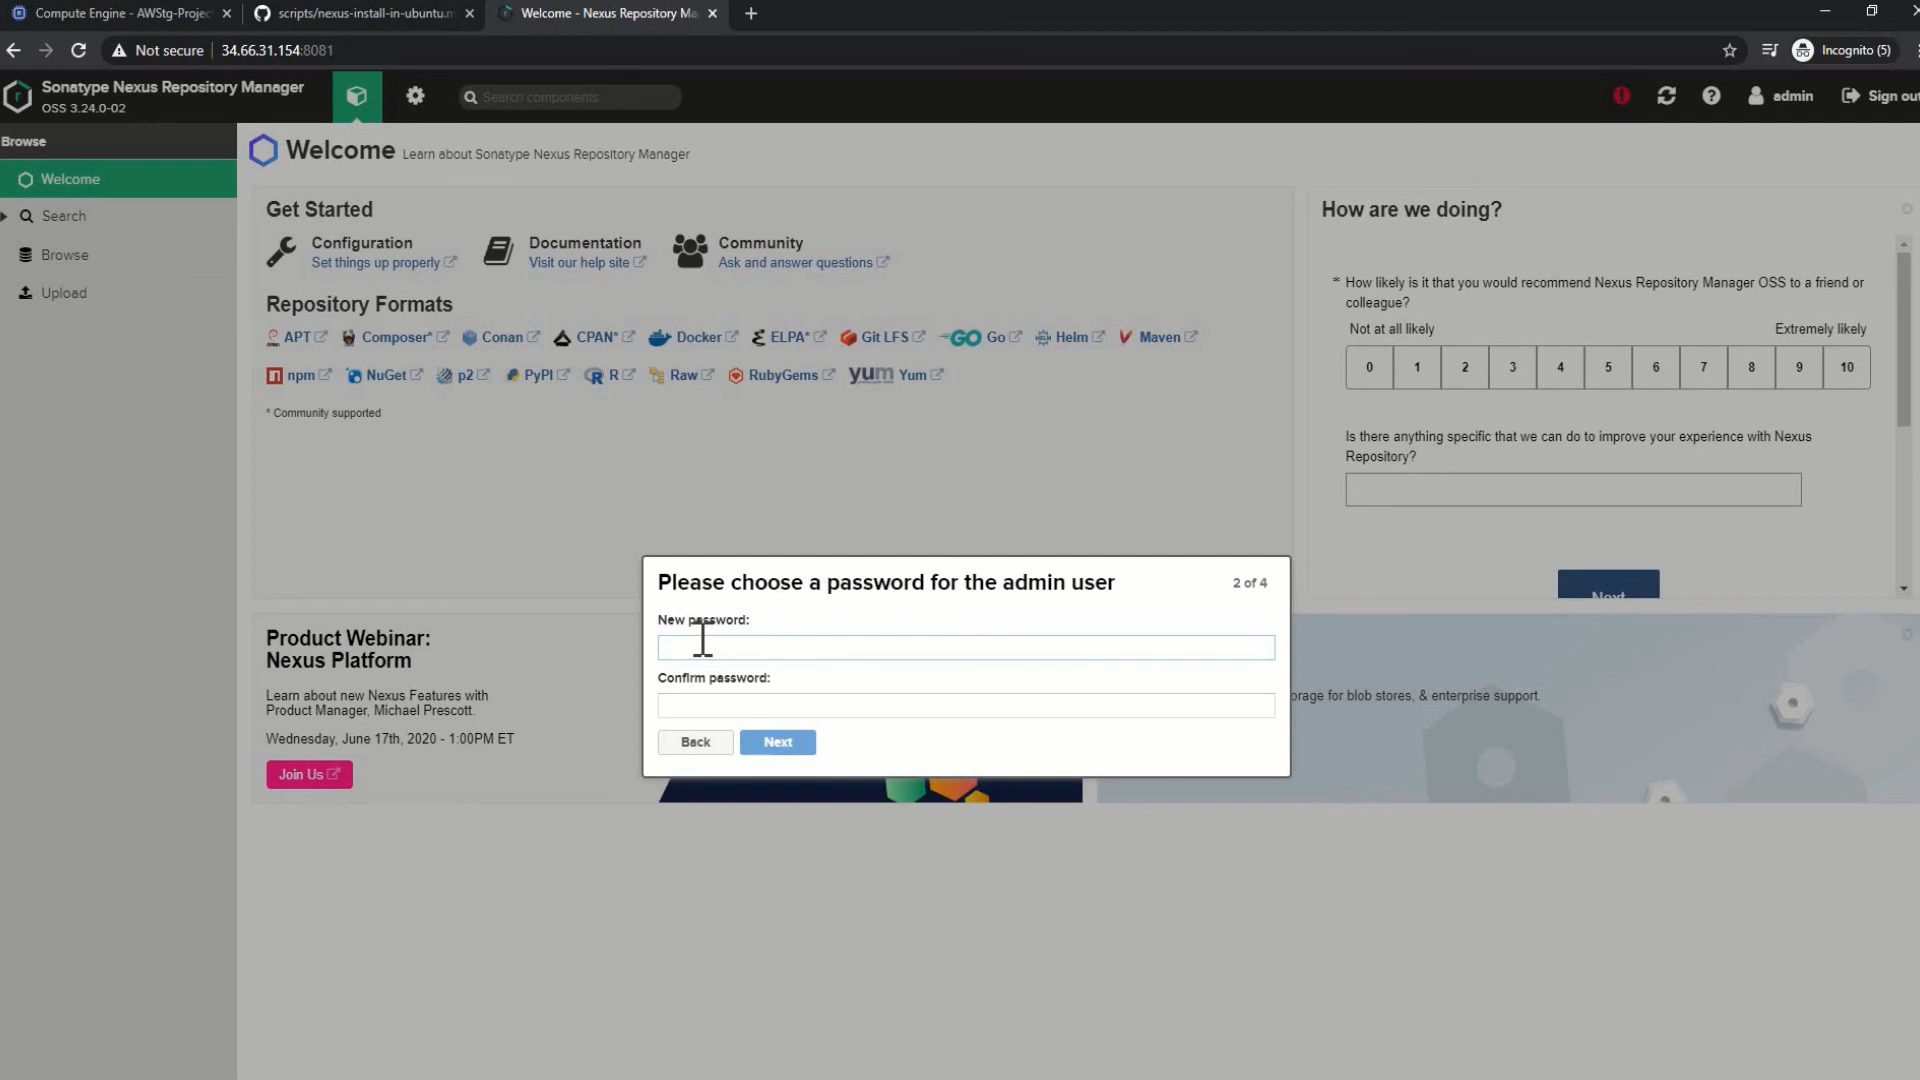 Compute Engine - AWStg-Projec
scripts/nexus-install-in-ubuntu.m
Welcome - Nexus Repository Ma
Not secure
34.66.31.154:8081
Incognito (5)
Sonatype Nexus Repository Manager
OSS 3.24.0-02
Search components
admin
Sign out
Browse
Welcome
Search
Browse
Upload
Welcome Learn about Sonatype Nexus Repository Manager
Get Started
Configuration
Set things up properly
Documentation
Visit our help site
Community
Ask and answer questions
Repository Formats
APT Composer* Conan CPAN* Docker ELPA* Git LFS GO Go HELM Helm Maven
npm NuGet p2 PyPI R R Raw RubyGems yum Yum
* Community supported
How are we doing?
* How likely is it that you would recommend Nexus Repository Manager OSS to a friend or
colleague?
Not at all likely Extremely likely
0 1 2 3 4 5 6 7 8 9 10
Is there anything specific that we can do to improve your experience with Nexus
Repository?
Next
Please choose a password for the admin user
2 of 4
New password:
Confirm password:
Back
Next
Product Webinar:
Nexus Platform
Learn about new Nexus Features with
Product Manager, Michael Prescott.
Wednesday, June 17th, 2020 - 1:00PM ET
Join Us
for blob stores, & enterprise support.